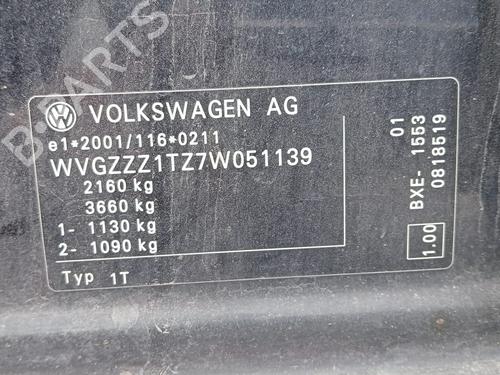 VOLKSWAGEN AG
e1*2001/116*0211
WVGZZZ1TZ7W051139
2160 kg
3660 kg
1- 1130 kg
2- 1090 kg
Typ 1T
01
BXE- 1553
0818519
1.00
B-PARTS